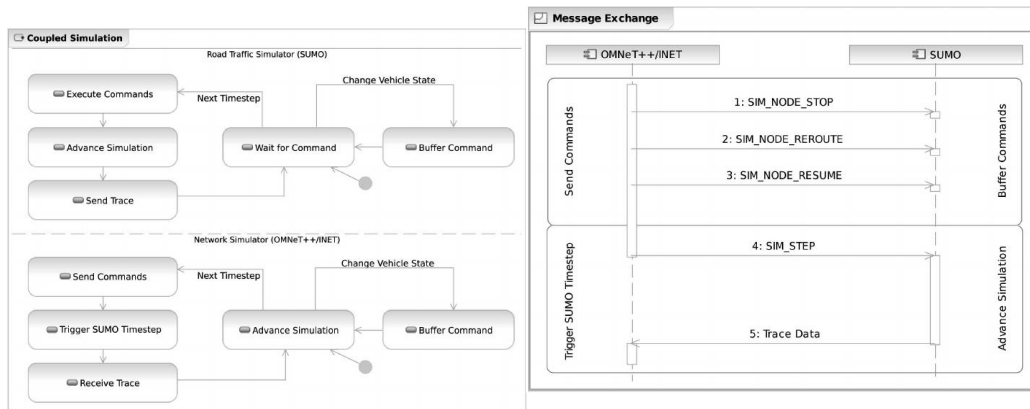 Coupled Simulation
Road Traffic Simulator (SUMO)
Change Vehicle State
Execute Commands
Next Timestep
Advance Simulation
Wait for Command
Buffer Command
Send Trace
Network Simulator (OMNeT++/INET)
Change Vehicle State
Send Commands
Next Timestep
Trigger SUMO Timestep
Advance Simulation
Buffer Command
Receive Trace
Message Exchange
OMNeT++/INET
SUMO
Send Commands
1: SIM_NODE_STOP
2: SIM_NODE_REROUTE
3: SIM_NODE_RESUME
Buffer Commands
Trigger SUMO Timestep
4: SIM_STEP
5: Trace Data
Advance Simulation